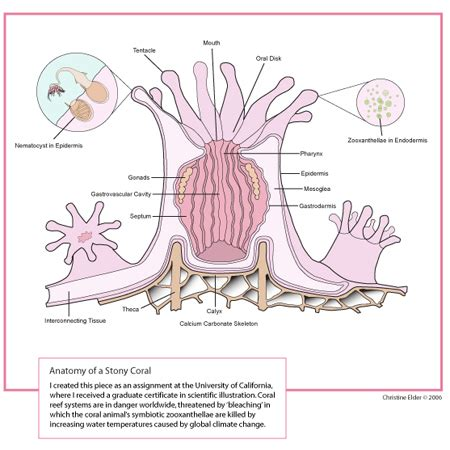 Mouth
Tentacle
Oral Disk
Nematocyst in Epidermis
Zooxanthellae in Endodermis
Pharynx
Gonads
Epidermis
Gastrovascular Cavity
Mesoglea
Septum
Gastrodermis
Interconnecting Tissue
Theca
Calyx
Calcium Carbonate Skeleton
Anatomy of a Stony Coral
I created this piece as an assignment at the University of California,
where I received a graduate certificate in scientific illustration. Coral
reef systems are in danger worldwide, threatened by 'bleaching' in
which the coral animal's symbiotic zooxanthellae are killed by
increasing water temperatures caused by global climate change.
Christine Elder © 2006